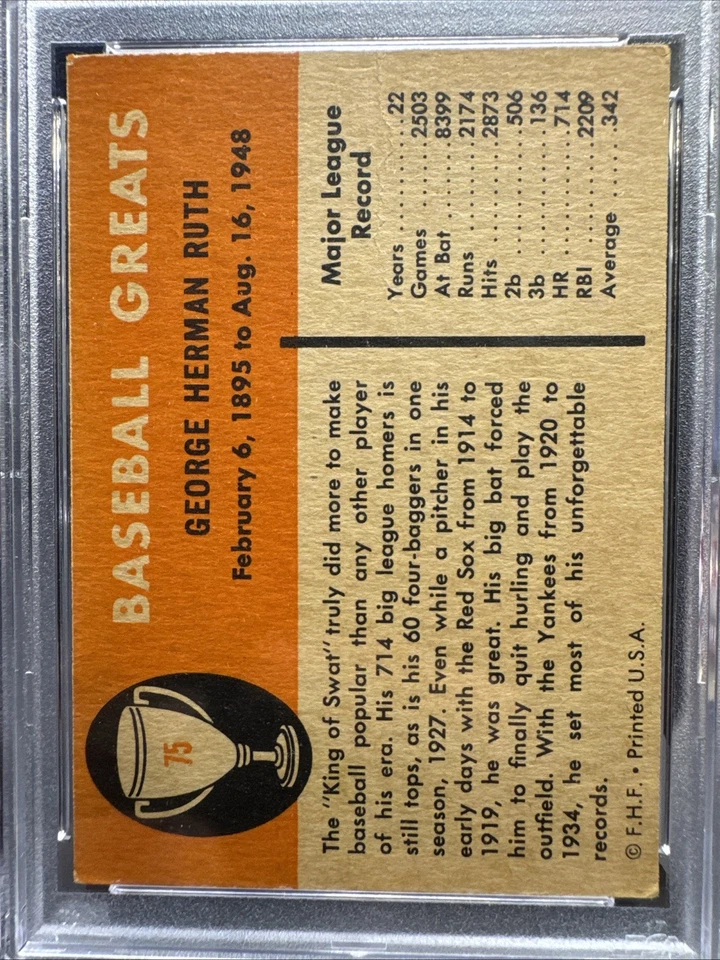 75
BASEBALL GREATS
GEORGE HERMAN RUTH
February 6, 1895 to Aug. 16, 1948
The "King of Swat" truly did more to make
baseball popular than any other player
of his era. His 714 big league homers is
still tops, as is his 60 four-baggers in one
season, 1927. Even while a pitcher in his
early days with the Red Sox from 1914 to
1919, he was great. His big bat forced
him to finally quit hurling and play the
outfield. With the Yankees from 1920 to
1934, he set most of his unforgettable
records.
© F.H.F. • Printed U.S.A.
Major League
Record
Years . . . . . . . . . . 22
Games . . . . . . . 2503
At Bat . . . . . . . 8399
Runs . . . . . . . . 2174
Hits . . . . . . . . . 2873
2b . . . . . . . . . . . 506
3b . . . . . . . . . . . 136
HR . . . . . . . . . . . 714
RBI . . . . . . . . . 2209
Average . . . . . . .342